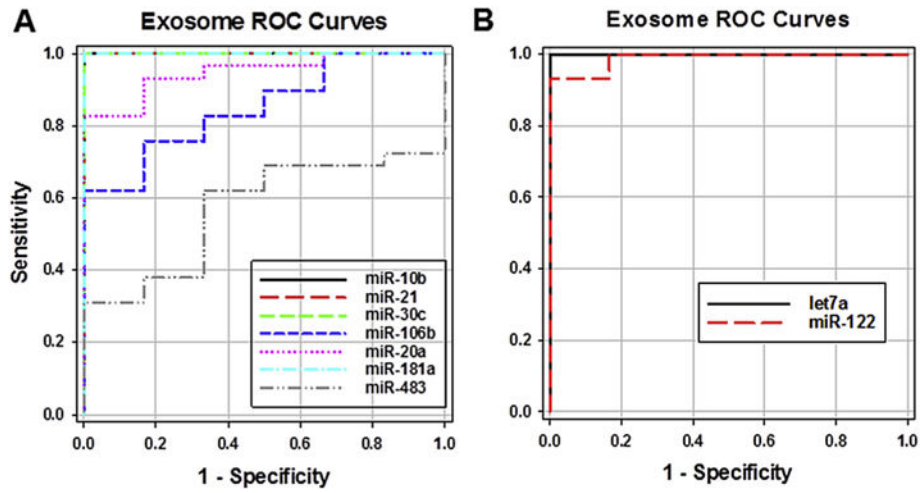 A
Exosome ROC Curves
Sensitivity
1.0
0.8
0.6
0.4
0.2
0.0
miR-10b
miR-21
miR-30c
miR-106b
miR-20a
miR-181a
miR-483
0.0 0.2 0.4 0.6 0.8 1.0
1 - Specificity
B
Exosome ROC Curves
1.0
0.8
0.6
0.4
0.2
0.0
let7a
miR-122
0.0 0.2 0.4 0.6 0.8 1.0
1 - Specificity